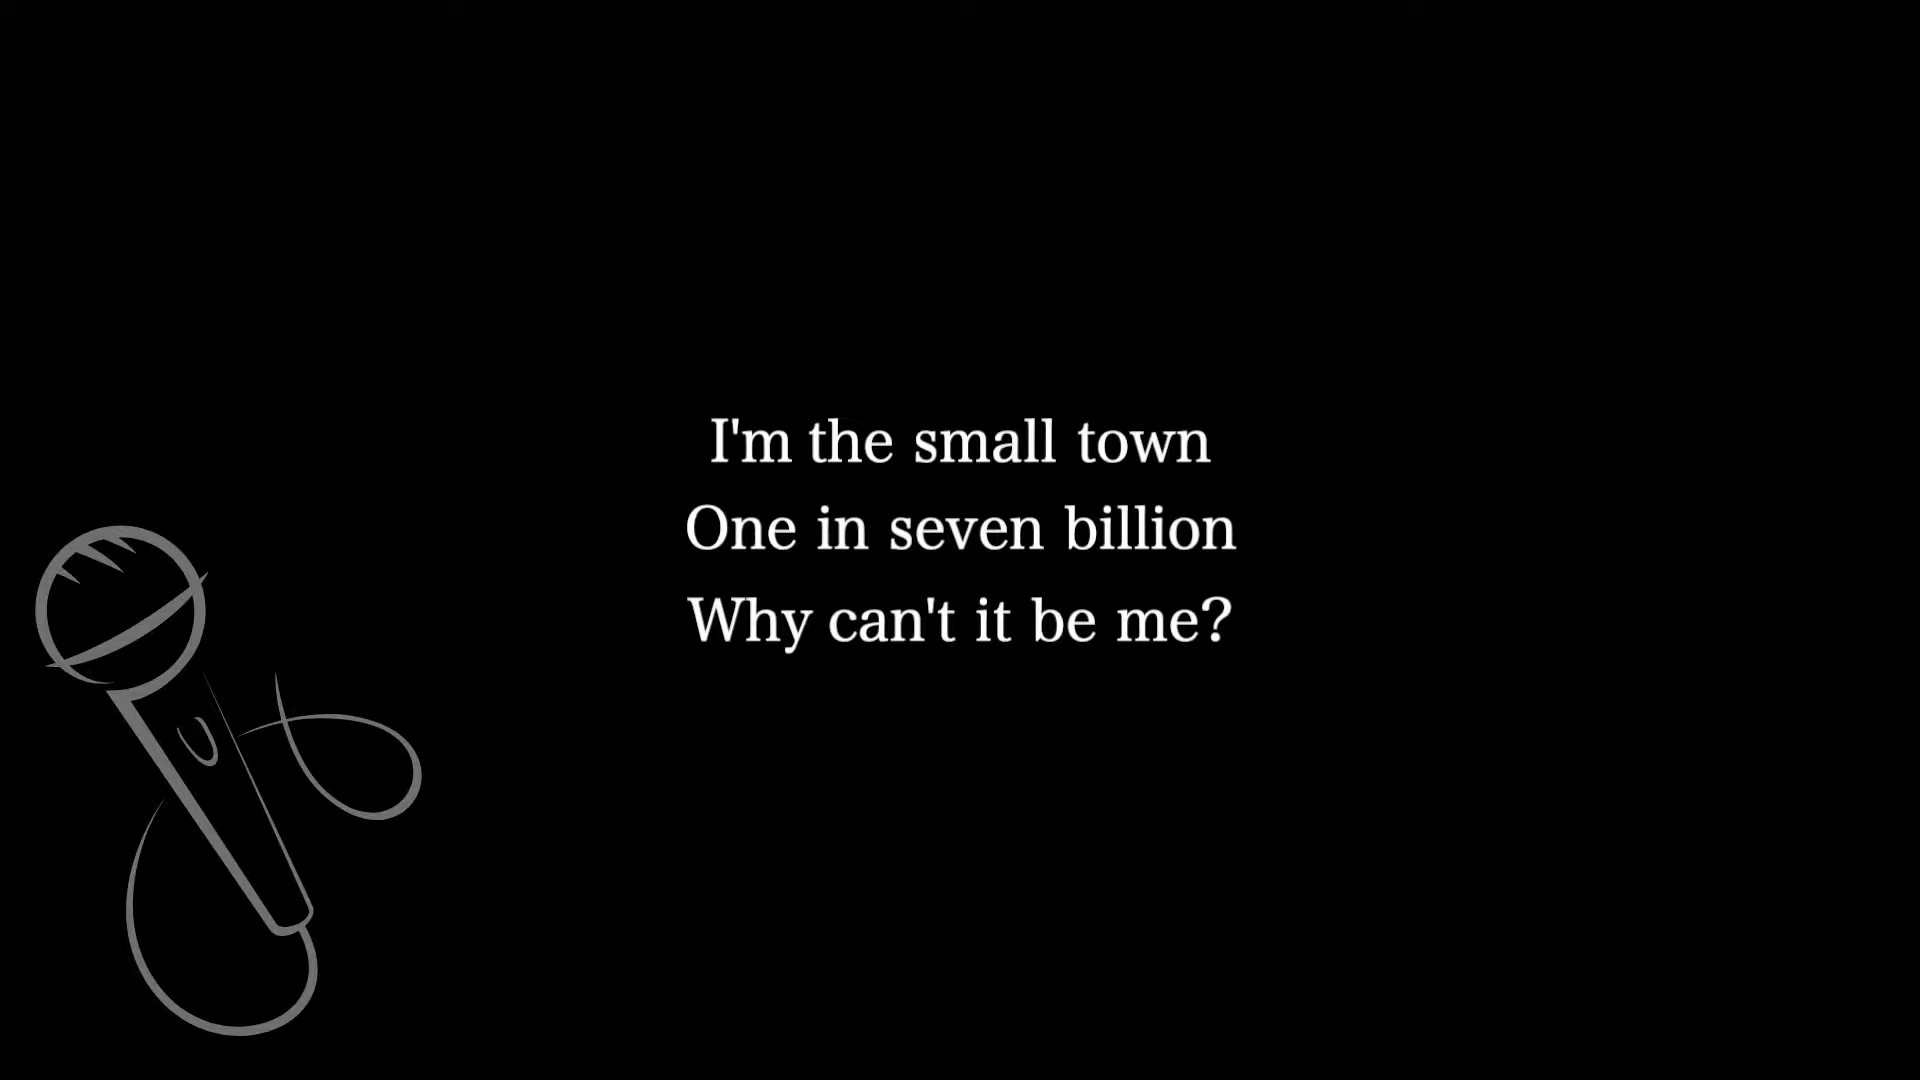 I'm the small town
One in seven billion
Why can't it be me?